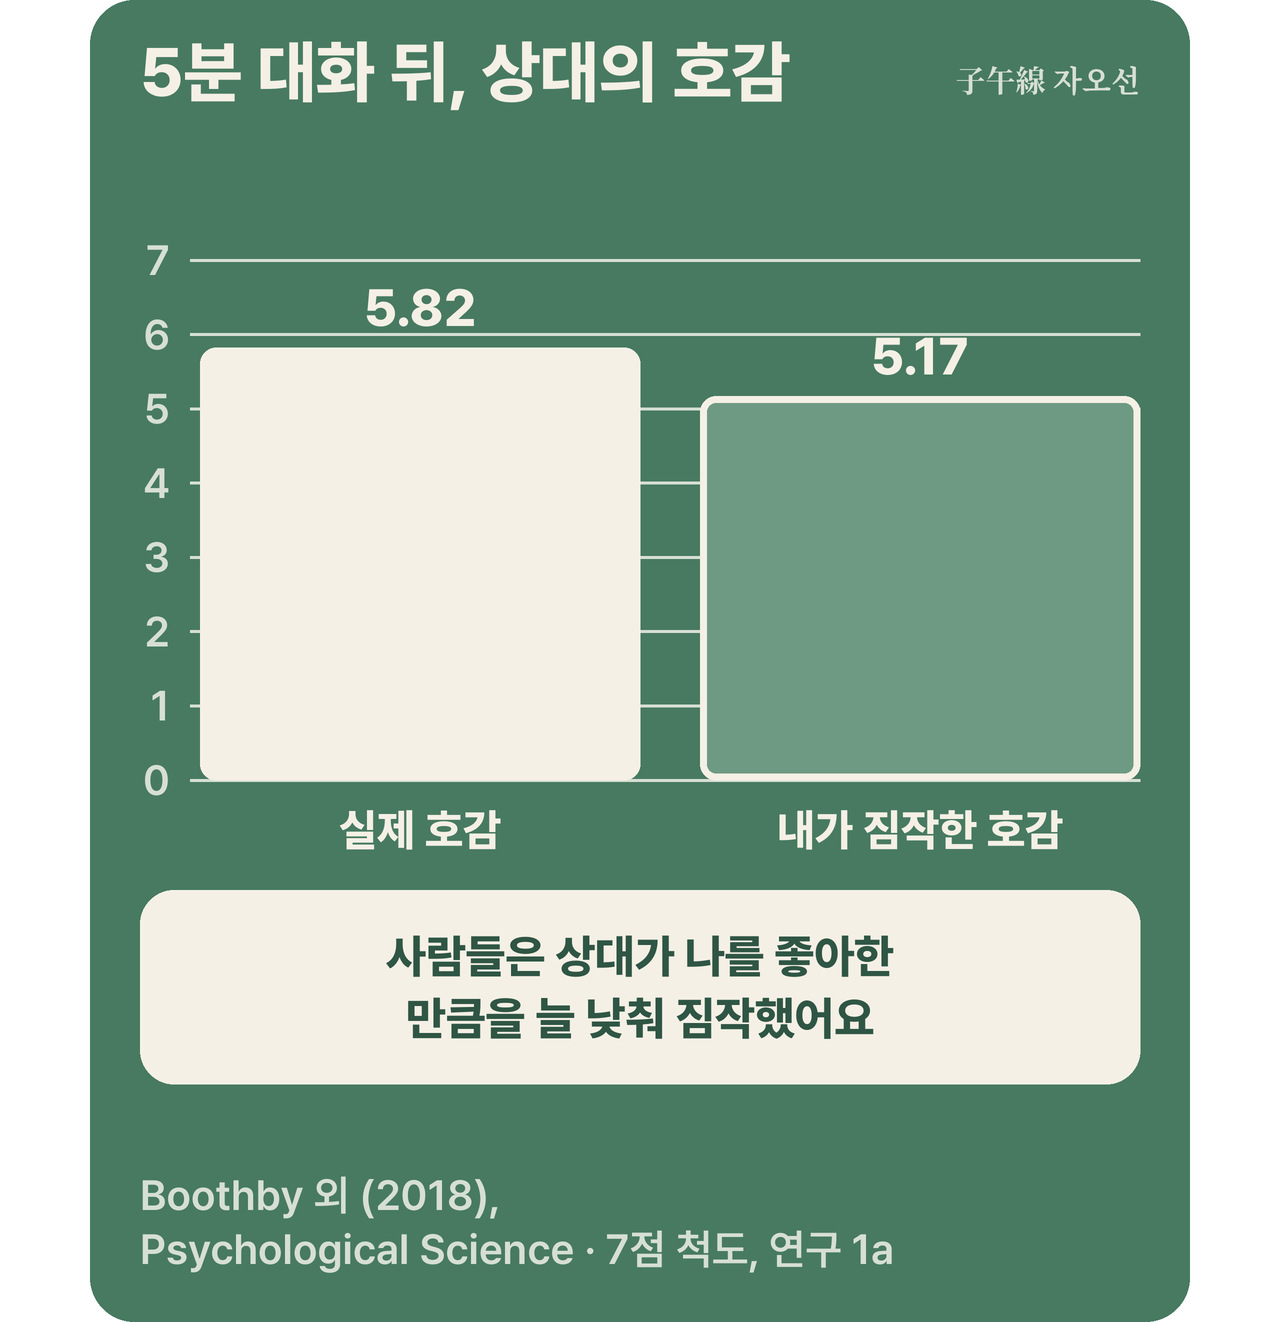 5분 대화 뒤, 상대의 호감
子午線 자오선
7
5.82
6
5.17
5
4
3
2
1
0
실제 호감
내가 짐작한 호감
사람들은 상대가 나를 좋아한
만큼을 늘 낮춰 짐작했어요
Boothby 외 (2018),
Psychological Science · 7점 척도, 연구 1a